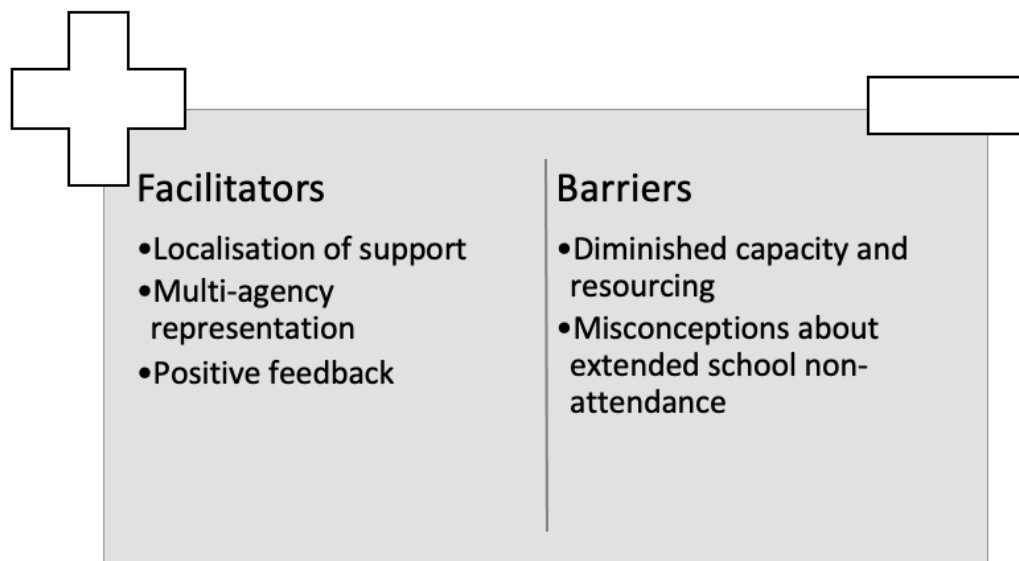 Facilitators
•Localisation of support
•Multi-agency
representation
•Positive feedback
Barriers
•Diminished capacity and
resourcing
•Misconceptions about
extended school non-
attendance